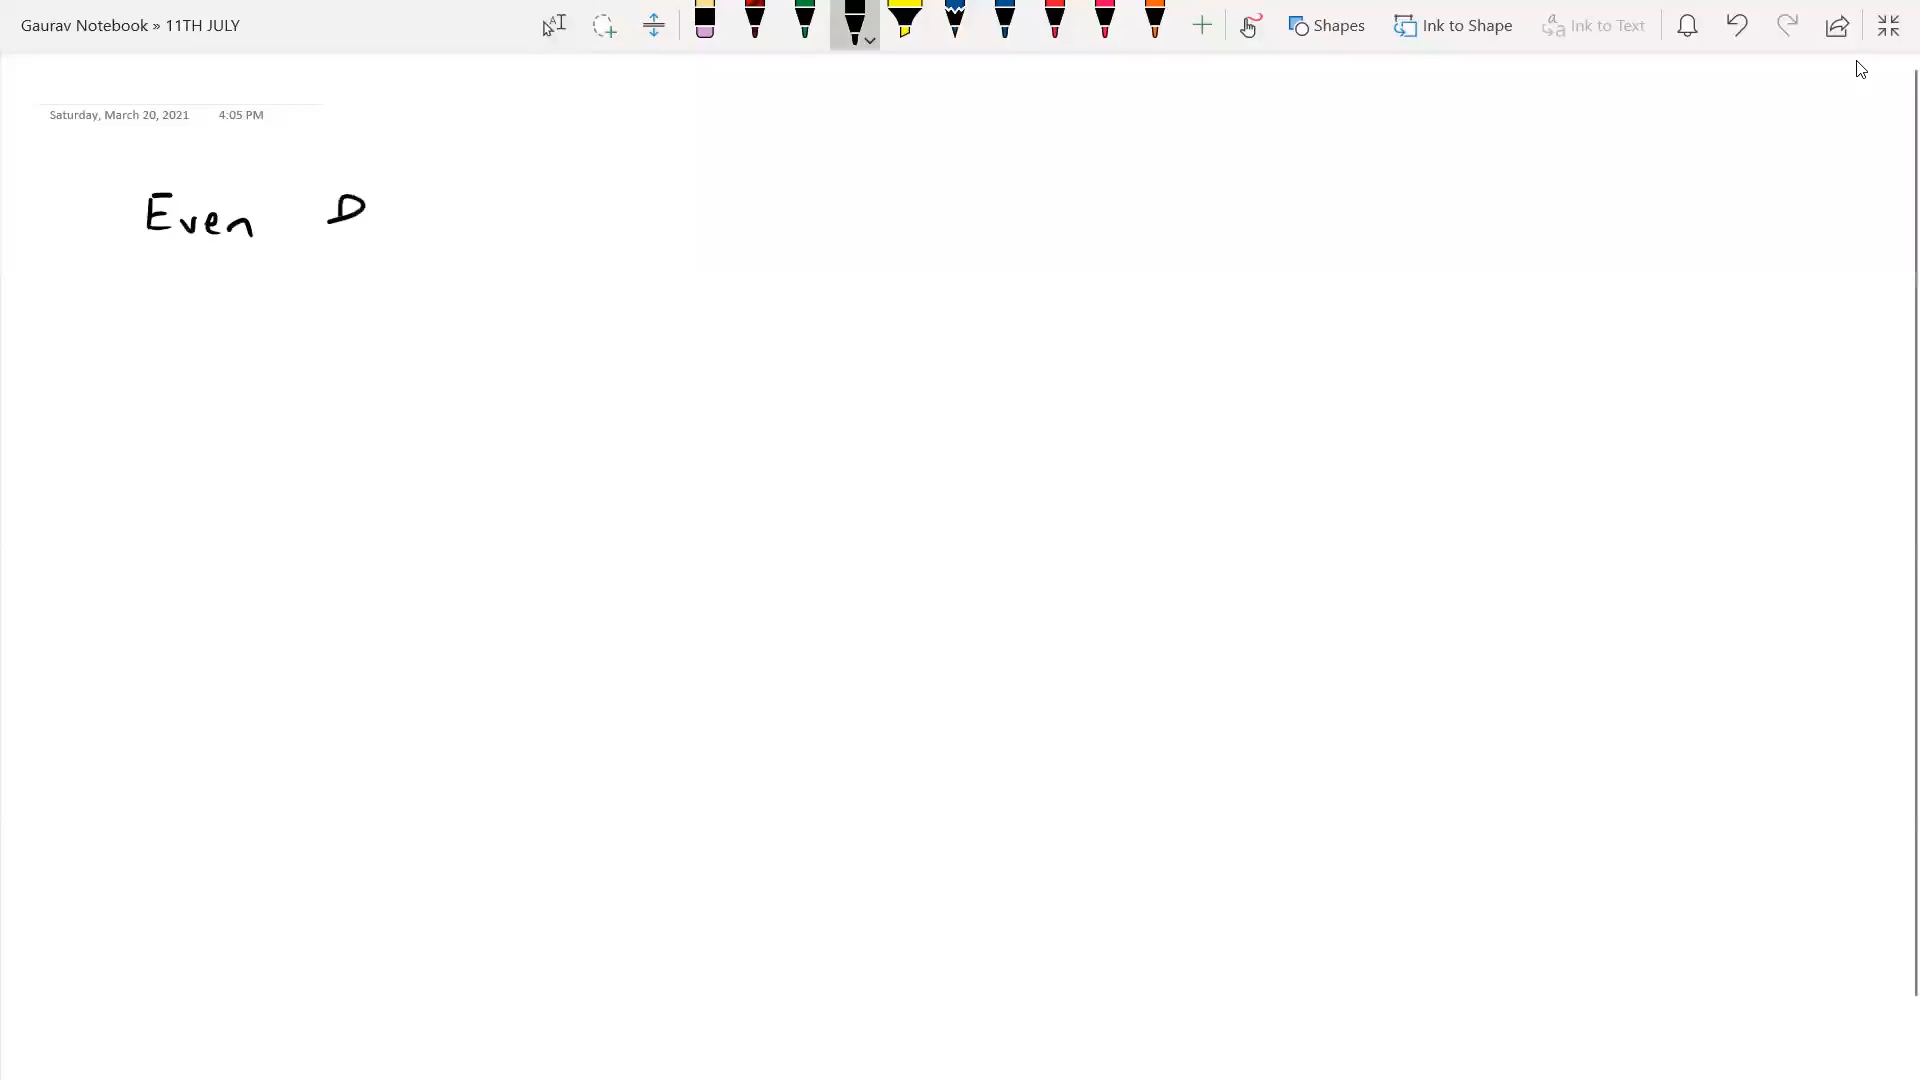 Gaurav Notebook » 11TH JULY Shapes Ink to Shape Ink to Text
Saturday, March 20, 2021 4:05 PM
Even D